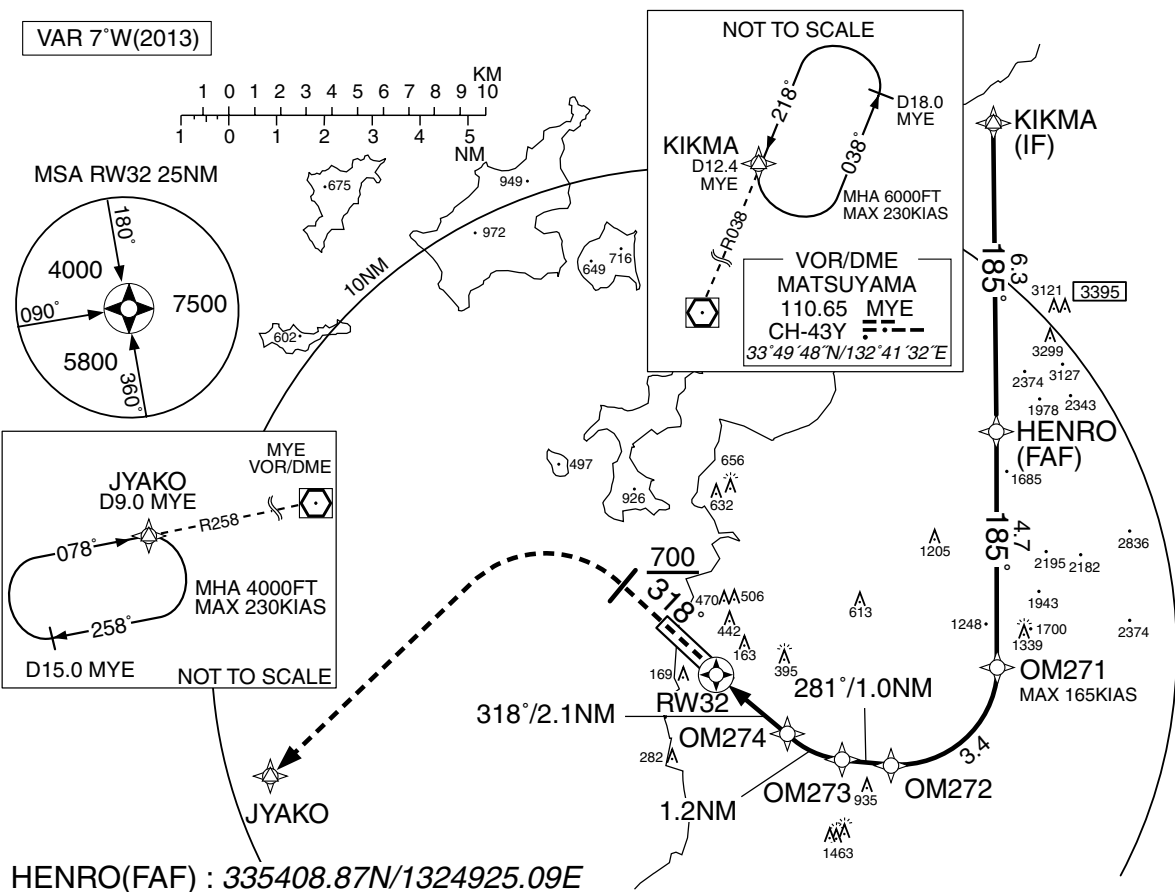 VAR 7°W(2013)
KM
1 0 1 2 3 4 5 6 7 8 9 10
1 0 1 2 3 4 5
NM
MSA RW32 25NM
180°
4000
7500
090°
5800
360°
675
949
972
649
716
602
10NM
NOT TO SCALE
218°
D18.0
MYE
KIKMA
D12.4
MYE
038°
MHA 6000FT
MAX 230KIAS
R038
VOR/DME
MATSUYAMA
110.65 MYE
CH-43Y
33°49´48˝N/132°41´32˝E
KIKMA
(IF)
185°
6.3
3121
3395
3299
3127
2374
1978
2343
HENRO
(FAF)
1685
185°
4.7
2836
2195
2182
1943
1248
1700
1339
2374
OM271
MAX 165KIAS
MYE
VOR/DME
JYAKO
D9.0 MYE
R258
078°
MHA 4000FT
MAX 230KIAS
258°
D15.0 MYE
NOT TO SCALE
497
926
656
632
1205
700
318°
470
506
442
163
613
395
169
RW32
281°/1.0NM
318°/2.1NM
OM274
282
3.4
OM273
935
OM272
1.2NM
1463
JYAKO
HENRO(FAF) : 335408.87N/1324925.09E